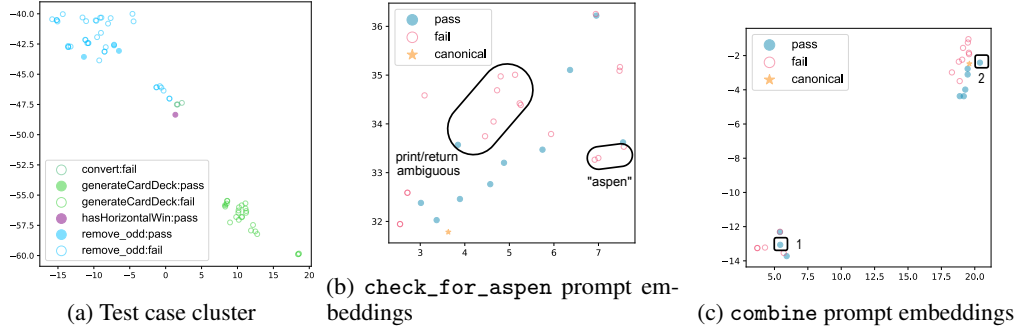 −40.0
−42.5
−45.0
−47.5
−50.0
−52.5
−55.0
−57.5
−60.0
convert:fail
generateCardDeck:pass
generateCardDeck:fail
hasHorizontalWin:pass
remove_odd:pass
remove_odd:fail
−15 −10 −5 0 5 10 15 20
(a) Test case cluster
36
35
34
33
32
pass
fail
canonical
print/return
ambiguous
"aspen"
3 4 5 6 7
(b) check_for_aspen prompt em-
beddings
−2
−4
−6
−8
−10
−12
−14
pass
fail
canonical
2
1
5.0 7.5 10.0 12.5 15.0 17.5 20.0
(c) combine prompt embeddings